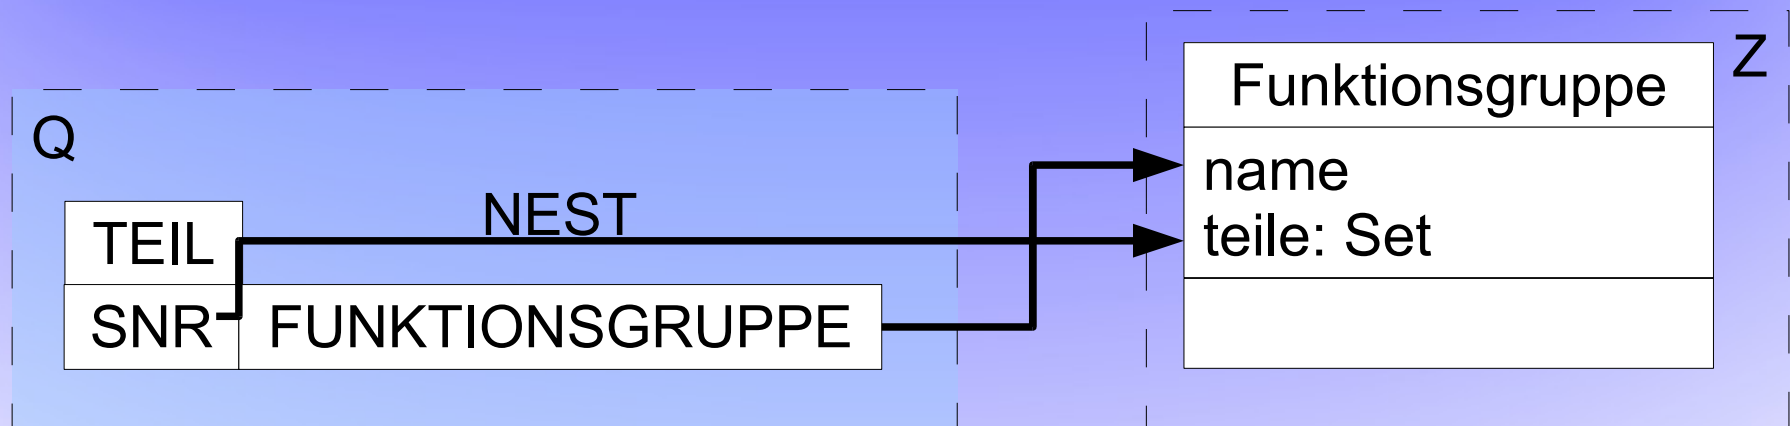 Q
TEIL
SNR
FUNKTIONSGRUPPE
NEST
Z
Funktionsgruppe
name
teile: Set